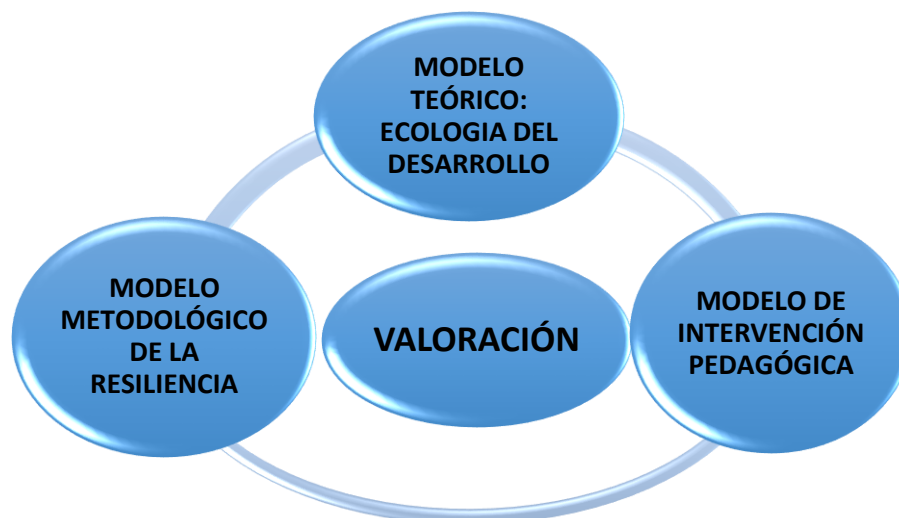 MODELO
TEÓRICO:
ECOLOGIA DEL
DESARROLLO
MODELO
METODOLÓGICO
DE LA
RESILIENCIA
VALORACIÓN
MODELO DE
INTERVENCIÓN
PEDAGÓGICA